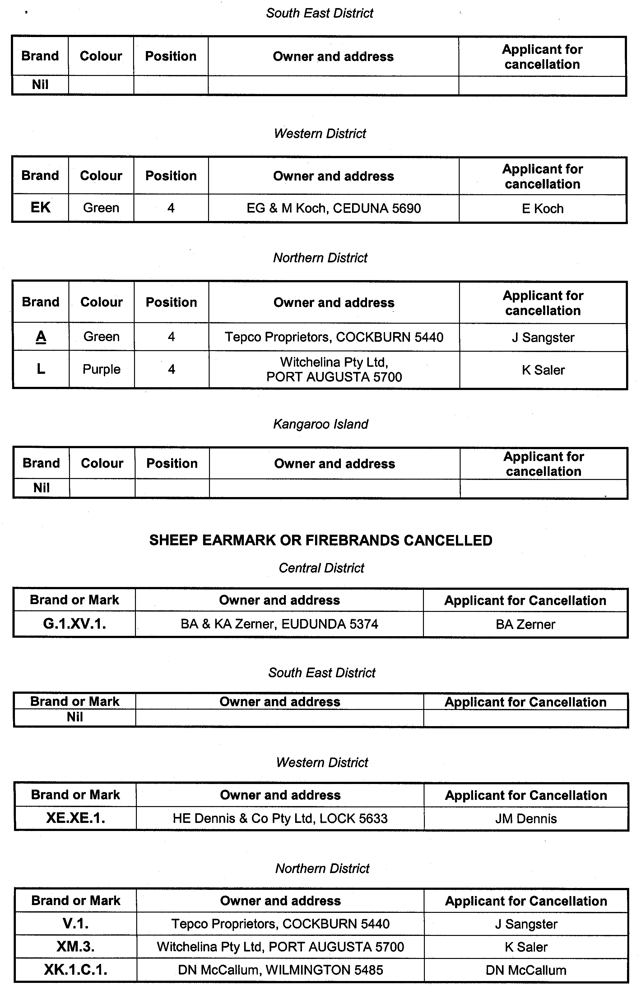 South East District
Brand Colour Position Owner and address Applicant for cancellation
Nil
Western District
Brand Colour Position Owner and address Applicant for cancellation
EK Green 4 EG & M Koch, CEDUNA 5690 E Koch
Northern District
Brand Colour Position Owner and address Applicant for cancellation
A Green 4 Tepco Proprietors, COCKBURN 5440 J Sangster
L Purple 4 Witchelina Pty Ltd, PORT AUGUSTA 5700 K Saler
Kangaroo Island
Brand Colour Position Owner and address Applicant for cancellation
Nil
SHEEP EARMARK OR FIREBRANDS CANCELLED
Central District
Brand or Mark Owner and address Applicant for Cancellation
G.1.XV.1. BA & KA Zerner, EUDUNDA 5374 BA Zerner
South East District
Brand or Mark Owner and address Applicant for Cancellation
Nil
Western District
Brand or Mark Owner and address Applicant for Cancellation
XE.XE.1. HE Dennis & Co Pty Ltd, LOCK 5633 JM Dennis
Northern District
Brand or Mark Owner and address Applicant for Cancellation
V.1. Tepco Proprietors, COCKBURN 5440 J Sangster
XM.3. Witchelina Pty Ltd, PORT AUGUSTA 5700 K Saler
XK.1.C.1. DN McCallum, WILMINGTON 5485 DN McCallum